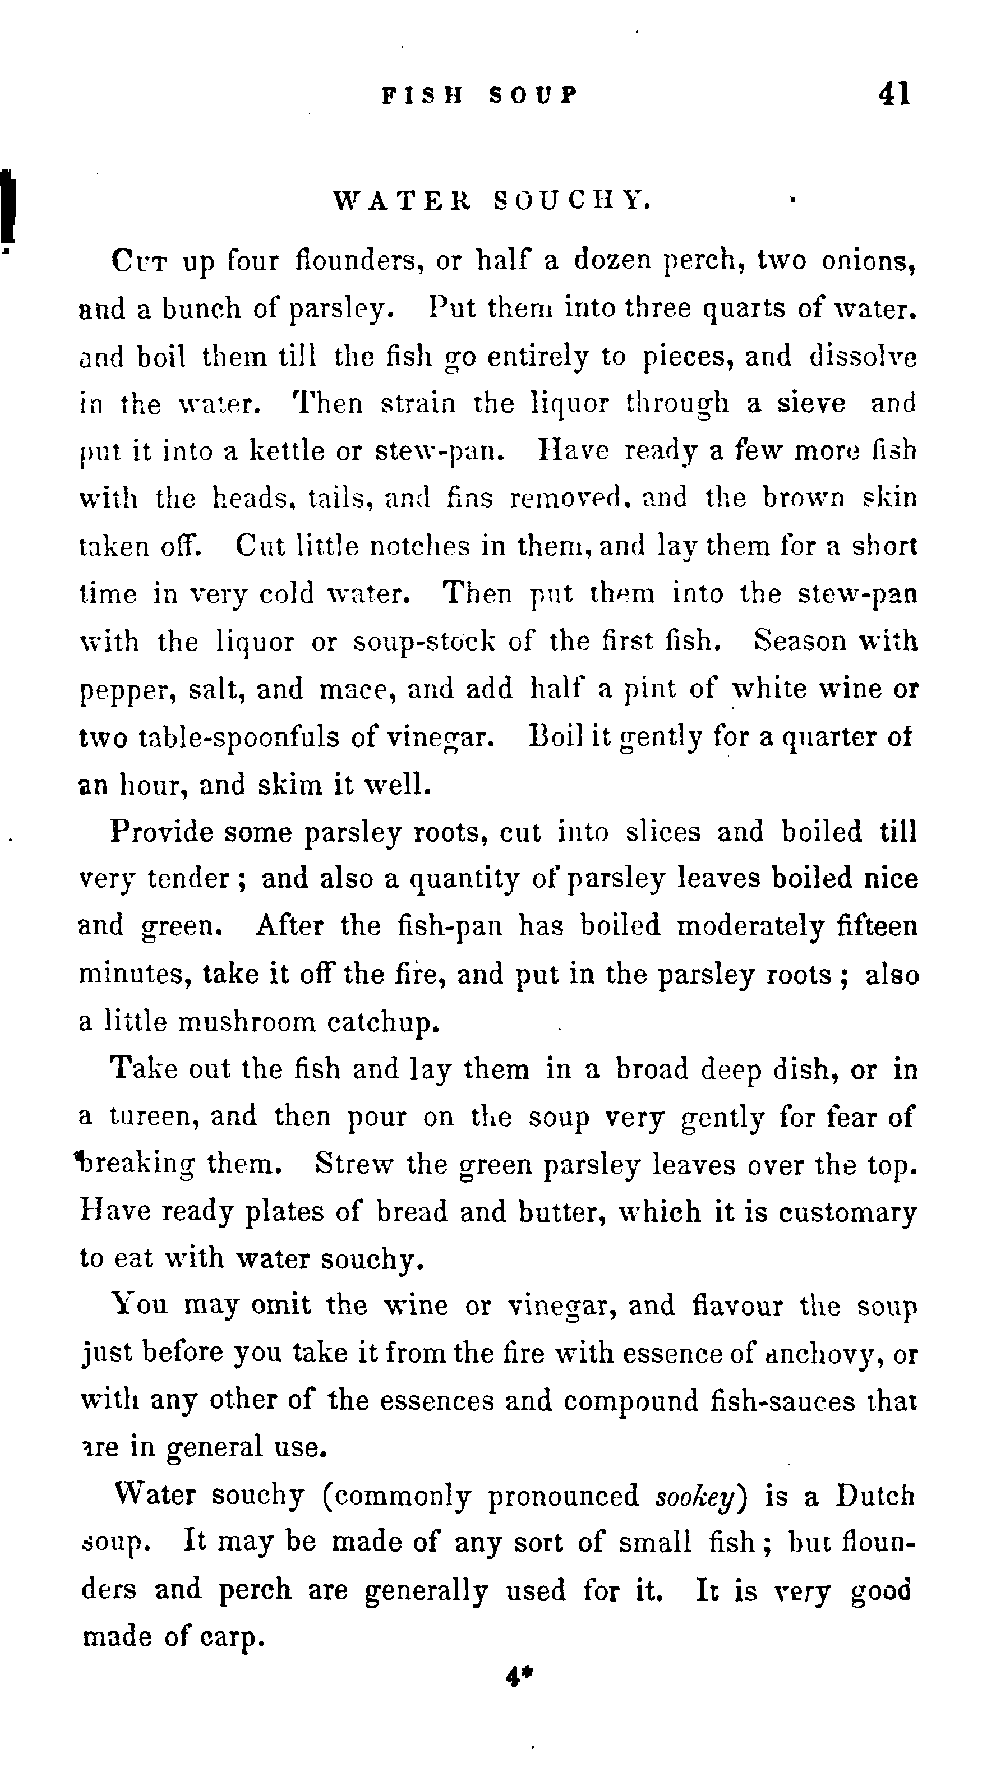 FISH SOUP 41
WATER SOUCHY.
CUT up four flounders, or half a dozen perch, two onions,
and a bunch of parsley. Put them into three quarts of water.
and boil them till the fish go entirely to pieces, and dissolve
in the water. Then strain the liquor through a sieve and
put it into a kettle or stew-pan. Have ready a few more fish
with the heads, tails, and fins removed, and the brown skin
taken off. Cut little notches in them, and lay them for a short
time in very cold water. Then put them into the stew-pan
with the liquor or soup-stock of the first fish. Season with
pepper, salt, and mace, and add half a pint of white wine or
two table-spoonfuls of vinegar. Boil it gently for a quarter of
an hour, and skim it well.
Provide some parsley roots, cut into slices and boiled till
very tender; and also a quantity of parsley leaves boiled nice
and green. After the fish-pan has boiled moderately fifteen
minutes, take it off the fire, and put in the parsley roots; also
a little mushroom catchup.
Take out the fish and lay them in a broad deep dish, or in
a tureen, and then pour on the soup very gently for fear of
breaking them. Strew the green parsley leaves over the top.
Have ready plates of bread and butter, which it is customary
to eat with water souchy.
You may omit the wine or vinegar, and flavour the soup
just before you take it from the fire with essence of anchovy, or
with any other of the essences and compound fish-sauces that
are in general use.
Water souchy (commonly pronounced sookey) is a Dutch
soup. It may be made of any sort of small fish; but floun-
ders and perch are generally used for it. It is very good
made of carp.
4*